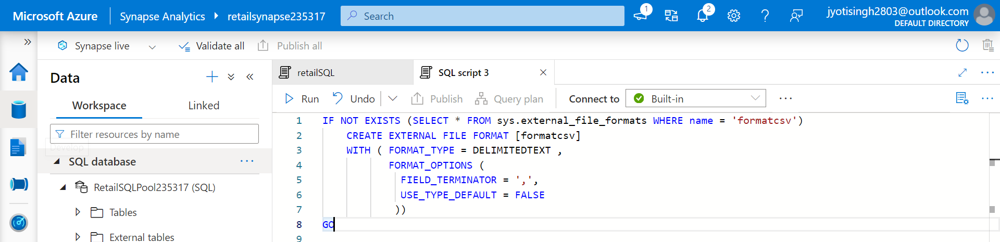 Microsoft Azure Synapse Analytics retailsynapse235317 Search 1 2 jyotisingh2803@outlook.com
DEFAULT DIRECTORY
Synapse live Validate all Publish all
Data
Workspace Linked
Filter resources by name
Develop
SQL database
RetailSQLPool235317 (SQL)
Tables
External tables
retailSQL SQL script 3
Run Undo Publish Query plan Connect to Built-in
1 IF NOT EXISTS (SELECT * FROM sys.external_file_formats WHERE name = 'formatcsv')
2 CREATE EXTERNAL FILE FORMAT [formatcsv]
3 WITH ( FORMAT_TYPE = DELIMITEDTEXT ,
4 FORMAT_OPTIONS (
5 FIELD_TERMINATOR = ',',
6 USE_TYPE_DEFAULT = FALSE
7 ))
8 GO
9